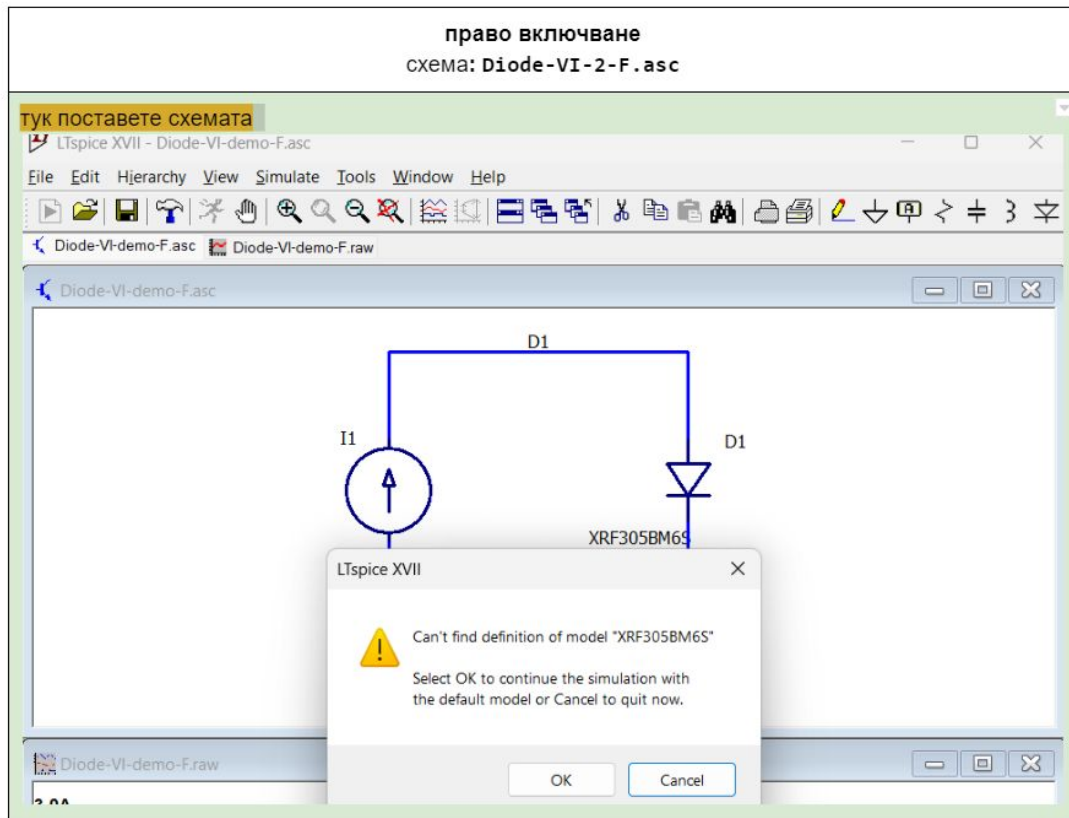 право включване
схема: Diode-VI-2-F.asc
тук поставете схемата
LTspice XVII - Diode-VI-demo-F.asc
File Edit Hierarchy View Simulate Tools Window Help
Diode-VI-demo-F.asc Diode-VI-demo-F.raw
Diode-VI-demo-F.asc
D1
I1
D1
XRF305BM6S
LTspice XVII
Can't find definition of model "XRF305BM6S"
Select OK to continue the simulation with
the default model or Cancel to quit now.
Diode-VI-demo-F.raw
OK Cancel